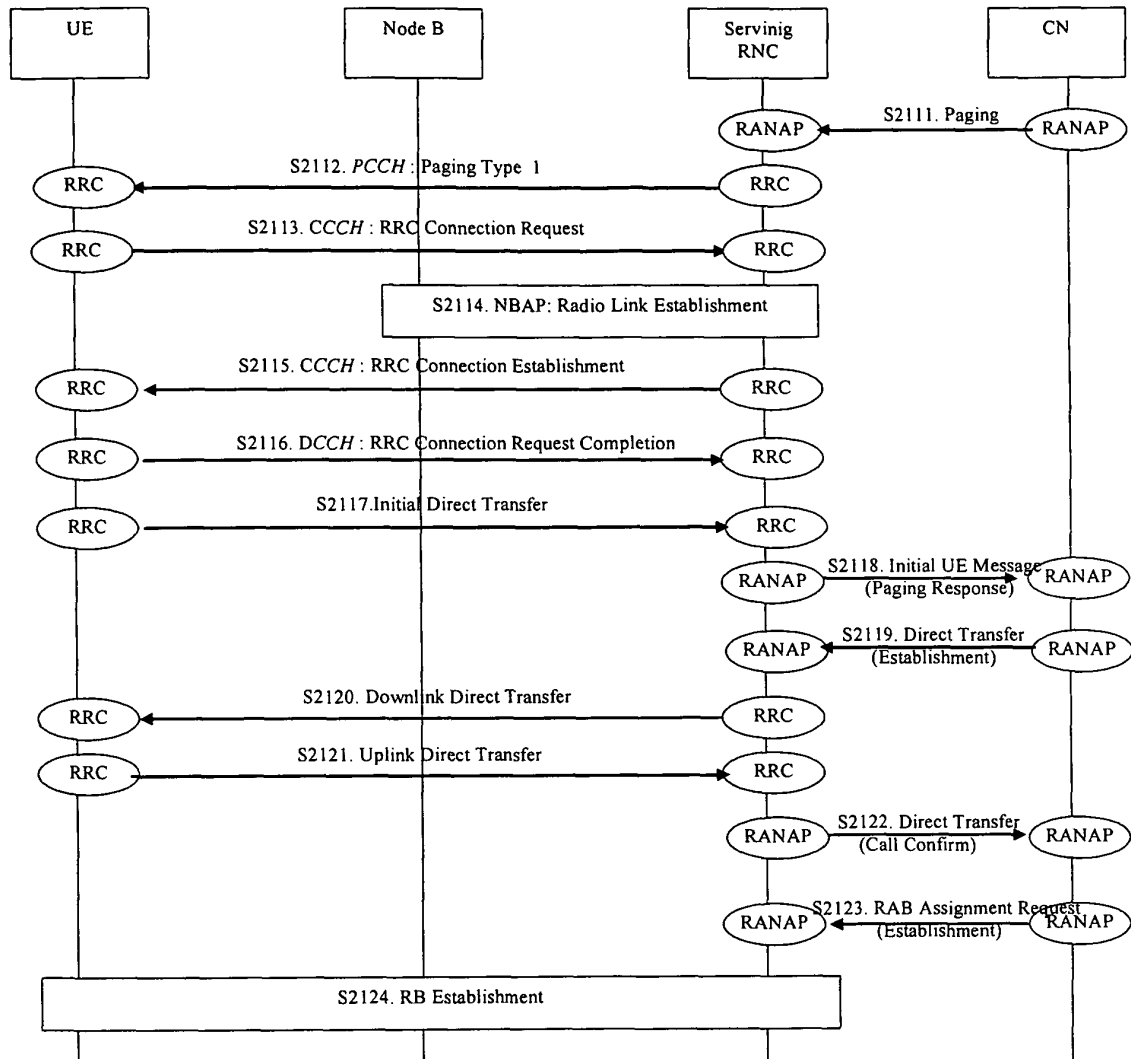 UE
Node B
Servinig
RNC
CN
S2111. Paging
RANAP
RANAP
S2112. PCCH : Paging Type 1
RRC
RRC
S2113. CCCH : RRC Connection Request
RRC
RRC
S2114. NBAP: Radio Link Establishment
S2115. CCCH : RRC Connection Establishment
RRC
RRC
S2116. DCCH : RRC Connection Request Completion
RRC
RRC
S2117.Initial Direct Transfer
RRC
RRC
S2118. Initial UE Message
(Paging Response)
RANAP
RANAP
S2119. Direct Transfer
(Establishment)
RANAP
RANAP
S2120. Downlink Direct Transfer
RRC
RRC
S2121. Uplink Direct Transfer
RRC
RRC
S2122. Direct Transfer
(Call Confirm)
RANAP
RANAP
S2123. RAB Assignment Request
(Establishment)
RANAP
RANAP
S2124. RB Establishment